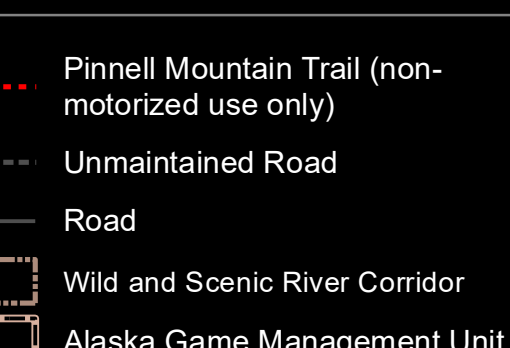 Pinnell Mountain Trail (non-
motorized use only)
Unmaintained Road
Road
Wild and Scenic River Corridor
Alaska Game Management Unit